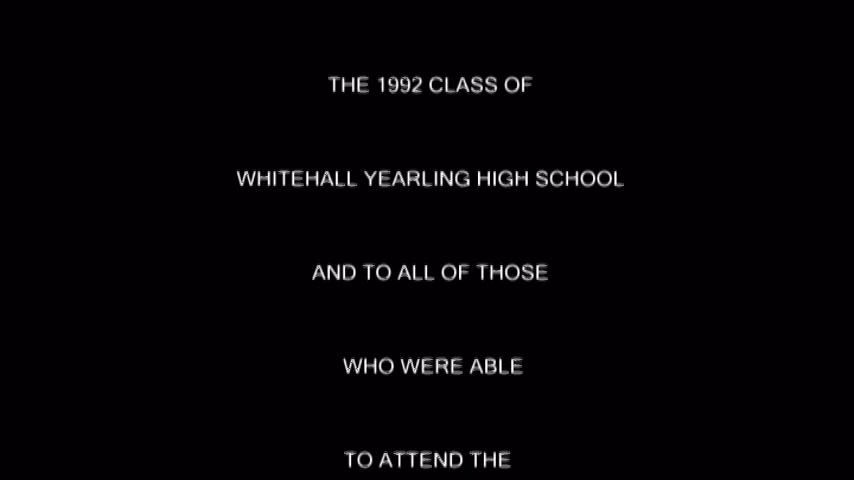 THE 1992 CLASS OF
WHITEHALL YEARLING HIGH SCHOOL
AND TO ALL OF THOSE
WHO WERE ABLE
TO ATTEND THE